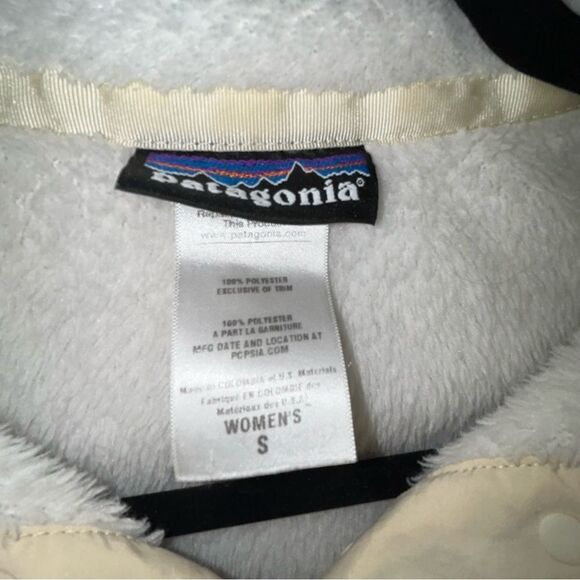 patagonia®
This Product
www.patagonia.com
100% POLYESTER
EXCLUSIVE OF TRIM
100% POLYESTER
A PART LA GARNITURE
MFG DATE AND LOCATION AT
PCPSIA.COM
Made in COLOMBIA of U.S. Materials
Fabriqué EN COLOMBIE des
Matériaux des U.S.A.
WOMEN'S
S